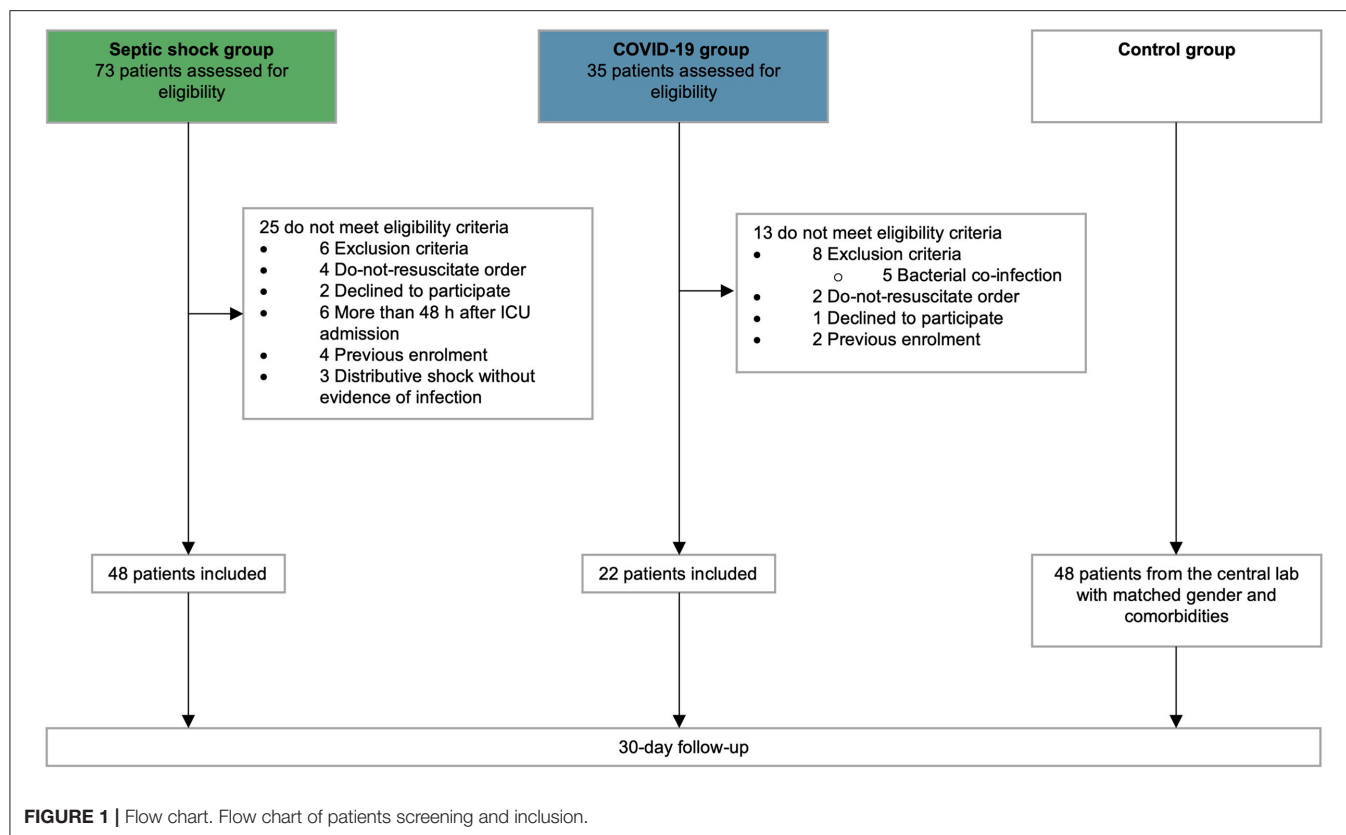 Septic shock group
73 patients assessed for
eligibility
COVID-19 group
35 patients assessed for
eligibility
Control group
25 do not meet eligibility criteria
• 6 Exclusion criteria
• 4 Do-not-resuscitate order
• 2 Declined to participate
• 6 More than 48 h after ICU
admission
• 4 Previous enrolment
• 3 Distributive shock without
evidence of infection
13 do not meet eligibility criteria
• 8 Exclusion criteria
o 5 Bacterial co-infection
• 2 Do-not-resuscitate order
• 1 Declined to participate
• 2 Previous enrolment
48 patients included
22 patients included
48 patients from the central lab
with matched gender and
comorbidities
30-day follow-up
FIGURE 1 | Flow chart. Flow chart of patients screening and inclusion.